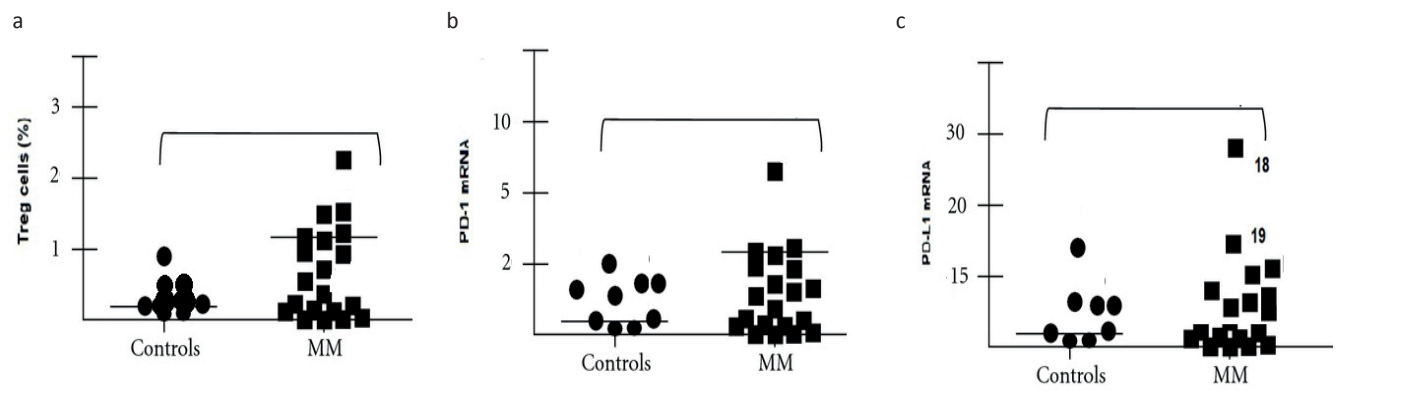 a
Treg cells (%)
3
2
1
Controls
MM
b
PD-1 mRNA
10
5
2
Controls
MM
c
PD-L1 mRNA
30
20
15
18
19
Controls
MM